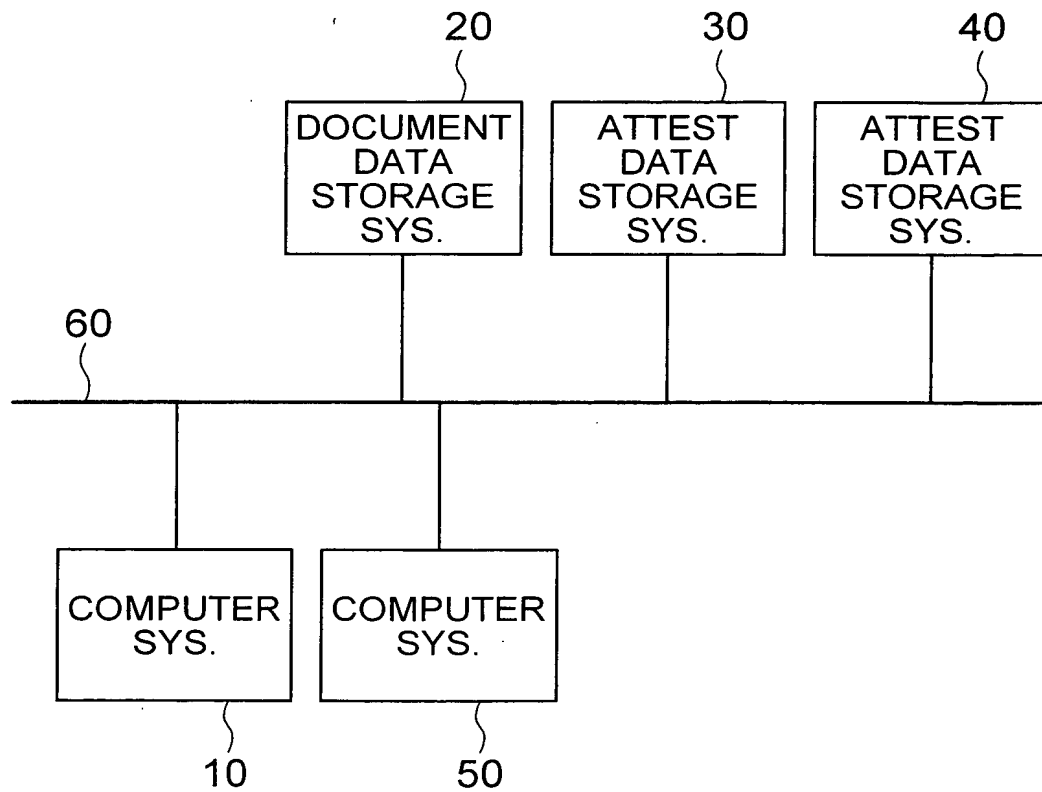 20
30
40
DOCUMENT
DATA
STORAGE
SYS.
ATTEST
DATA
STORAGE
SYS.
ATTEST
DATA
STORAGE
SYS.
60
COMPUTER
SYS.
COMPUTER
SYS.
10
50